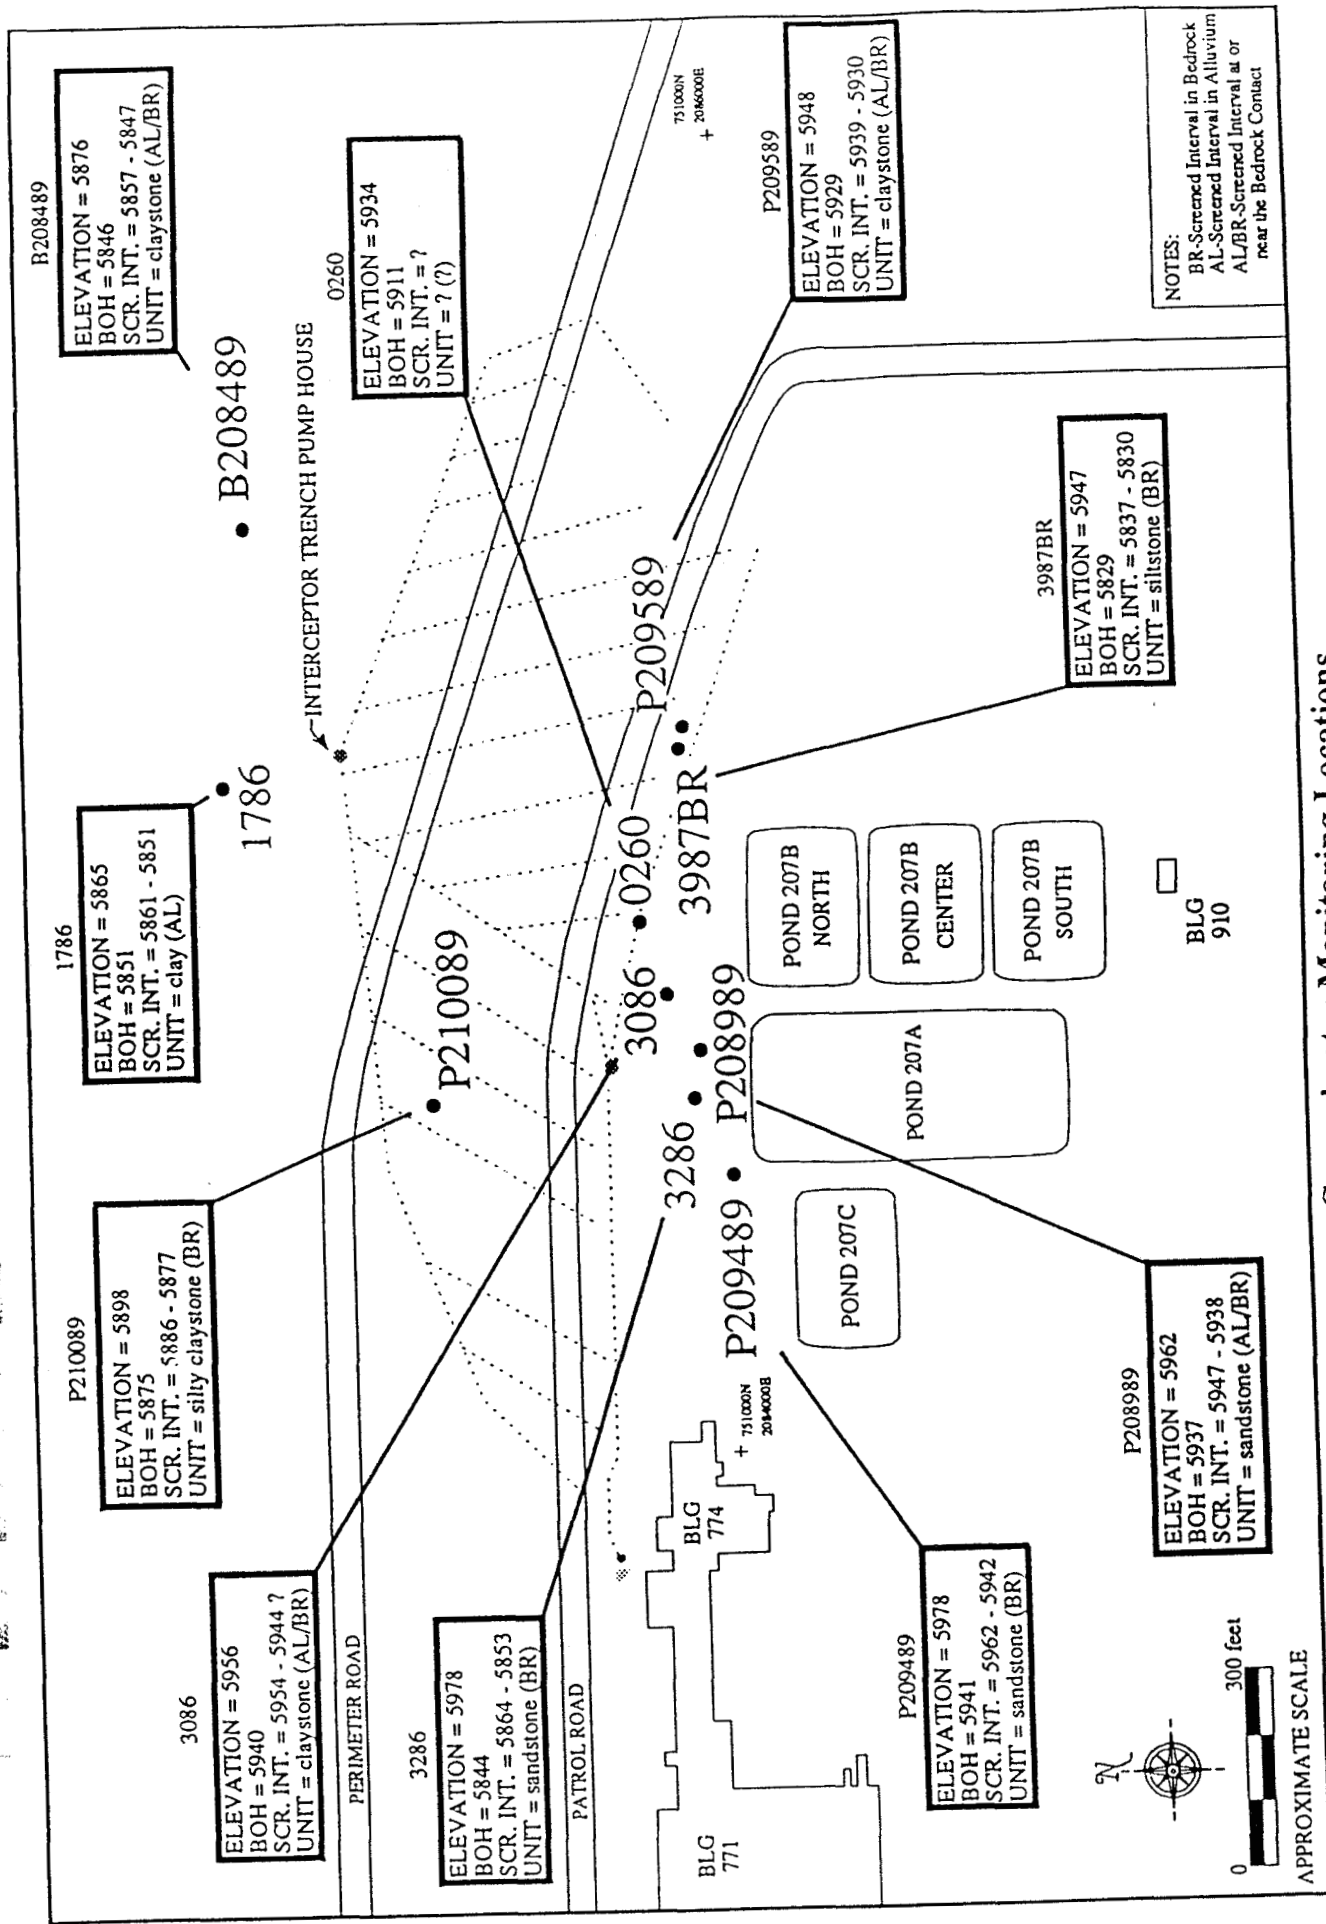 B208489
ELEVATION = 5876
BOH = 5846
SCR. INT. = 5857 - 5847
UNIT = claystone (AL/BR)
B208489
1786
ELEVATION = 5865
BOH = 5851
SCR. INT. = 5861 - 5851
UNIT = clay (AL)
1786
INTERCEPTOR TRENCH PUMP HOUSE
0260
ELEVATION = 5934
BOH = 5911
SCR. INT. = ?
UNIT = ? (?)
P210089
ELEVATION = 5898
BOH = 5875
SCR. INT. = 5886 - 5877
UNIT = silty claystone (BR)
P210089
3086
ELEVATION = 5956
BOH = 5940
SCR. INT. = 5954 - 5944 ?
UNIT = claystone (AL/BR)
PERIMETER ROAD
3286
ELEVATION = 5978
BOH = 5844
SCR. INT. = 5864 - 5853
UNIT = sandstone (BR)
PATROL ROAD
3086
0260
P209589
3987BR
3286
P208989
P209489
751000N
2086000E
P209589
ELEVATION = 5948
BOH = 5929
SCR. INT. = 5939 - 5930
UNIT = claystone (AL/BR)
BLG
774
BLG
771
751000N
2084000E
POND 207C
POND 207A
POND 207B
NORTH
POND 207B
CENTER
POND 207B
SOUTH
BLG
910
3987BR
ELEVATION = 5947
BOH = 5829
SCR. INT. = 5837 - 5830
UNIT = siltstone (BR)
P209489
ELEVATION = 5978
BOH = 5941
SCR. INT. = 5962 - 5942
UNIT = sandstone (BR)
P208989
ELEVATION = 5962
BOH = 5937
SCR. INT. = 5947 - 5938
UNIT = sandstone (AL/BR)
NOTES:
BR-Screened Interval in Bedrock
AL-Screened Interval in Alluvium
AL/BR-Screened Interval at or
near the Bedrock Contact
N
0
300 feet
APPROXIMATE SCALE
Monitoring Locations